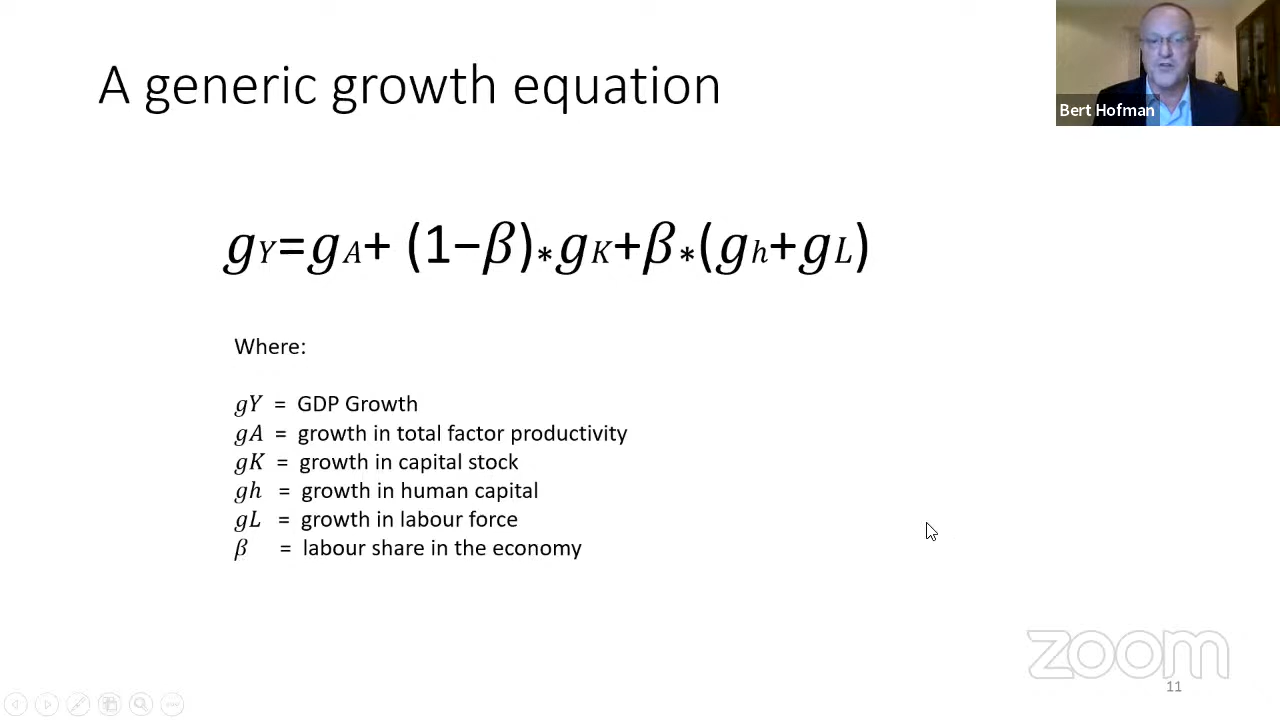 A generic growth equation
Bert Hofman
gY=gA+ (1−β)*gK+β*(gh+gL)
Where:
gY = GDP Growth
gA = growth in total factor productivity
gK = growth in capital stock
gh = growth in human capital
gL = growth in labour force
β = labour share in the economy
zoom
11